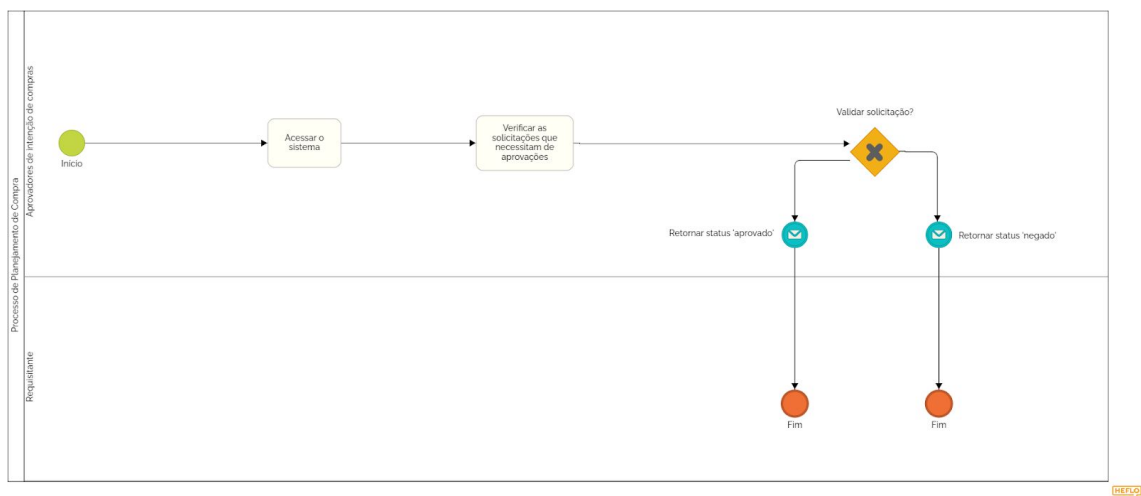 Processo de Planejamento de Compra
Aprovadores de intenção de compras
Início
Acessar o
sistema
Verificar as
solicitações que
necessitam de
aprovações
Validar solicitação?
Retornar status 'aprovado'
Retornar status 'negado'
Requisitante
Fim
Fim
HEFLO